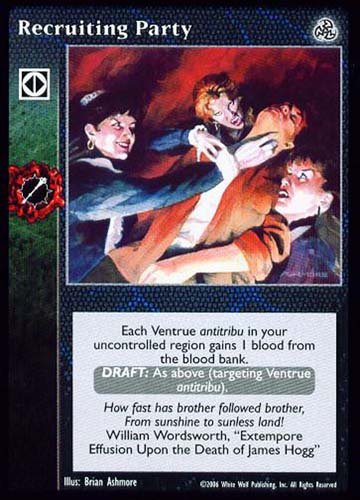 Recruiting Party
Each Ventrue antitribu in your
uncontrolled region gains 1 blood from
the blood bank.
DRAFT: As above (targeting Ventrue
antitribu).
How fast has brother followed brother,
From sunshine to sunless land!
William Wordsworth, “Extempore
Effusion Upon the Death of James Hogg”
Illus: Brian Ashmore
©2006 White Wolf Publishing, Inc. All Rights Reserved